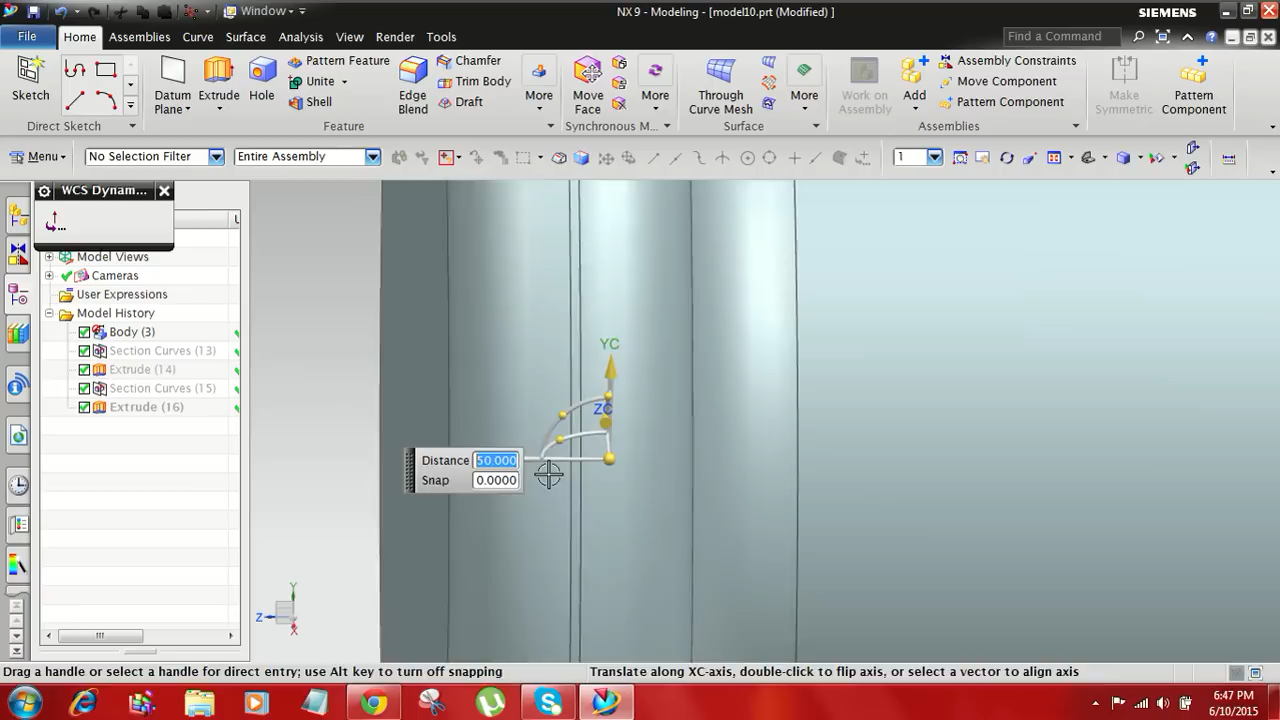 Window
NX 9 - Modeling - [model10.prt (Modified) ]
SIEMENS
File
Home
Assemblies
Curve
Surface
Analysis
View
Render
Tools
Find a Command
Sketch
Direct Sketch
Datum Plane
Extrude
Hole
Pattern Feature
Unite
Shell
Edge Blend
Chamfer
Trim Body
Draft
More
Feature
Move Face
More
Synchronous M...
Through Curve Mesh
More
Surface
Work on Assembly
Add
Assembly Constraints
Move Component
Pattern Component
Make Symmetric
Pattern Component
Assemblies
Menu
No Selection Filter
Entire Assembly
1
WCS Dynam...
Model Views
Cameras
User Expressions
Model History
Body (3)
Section Curves (13)
Extrude (14)
Section Curves (15)
Extrude (16)
YC
ZC
Distance 50.000
Snap 0.0000
Y
Z
X
Drag a handle or select a handle for direct entry; use Alt key to turn off snapping
Translate along XC-axis, double-click to flip axis, or select a vector to align axis
6:47 PM
6/10/2015